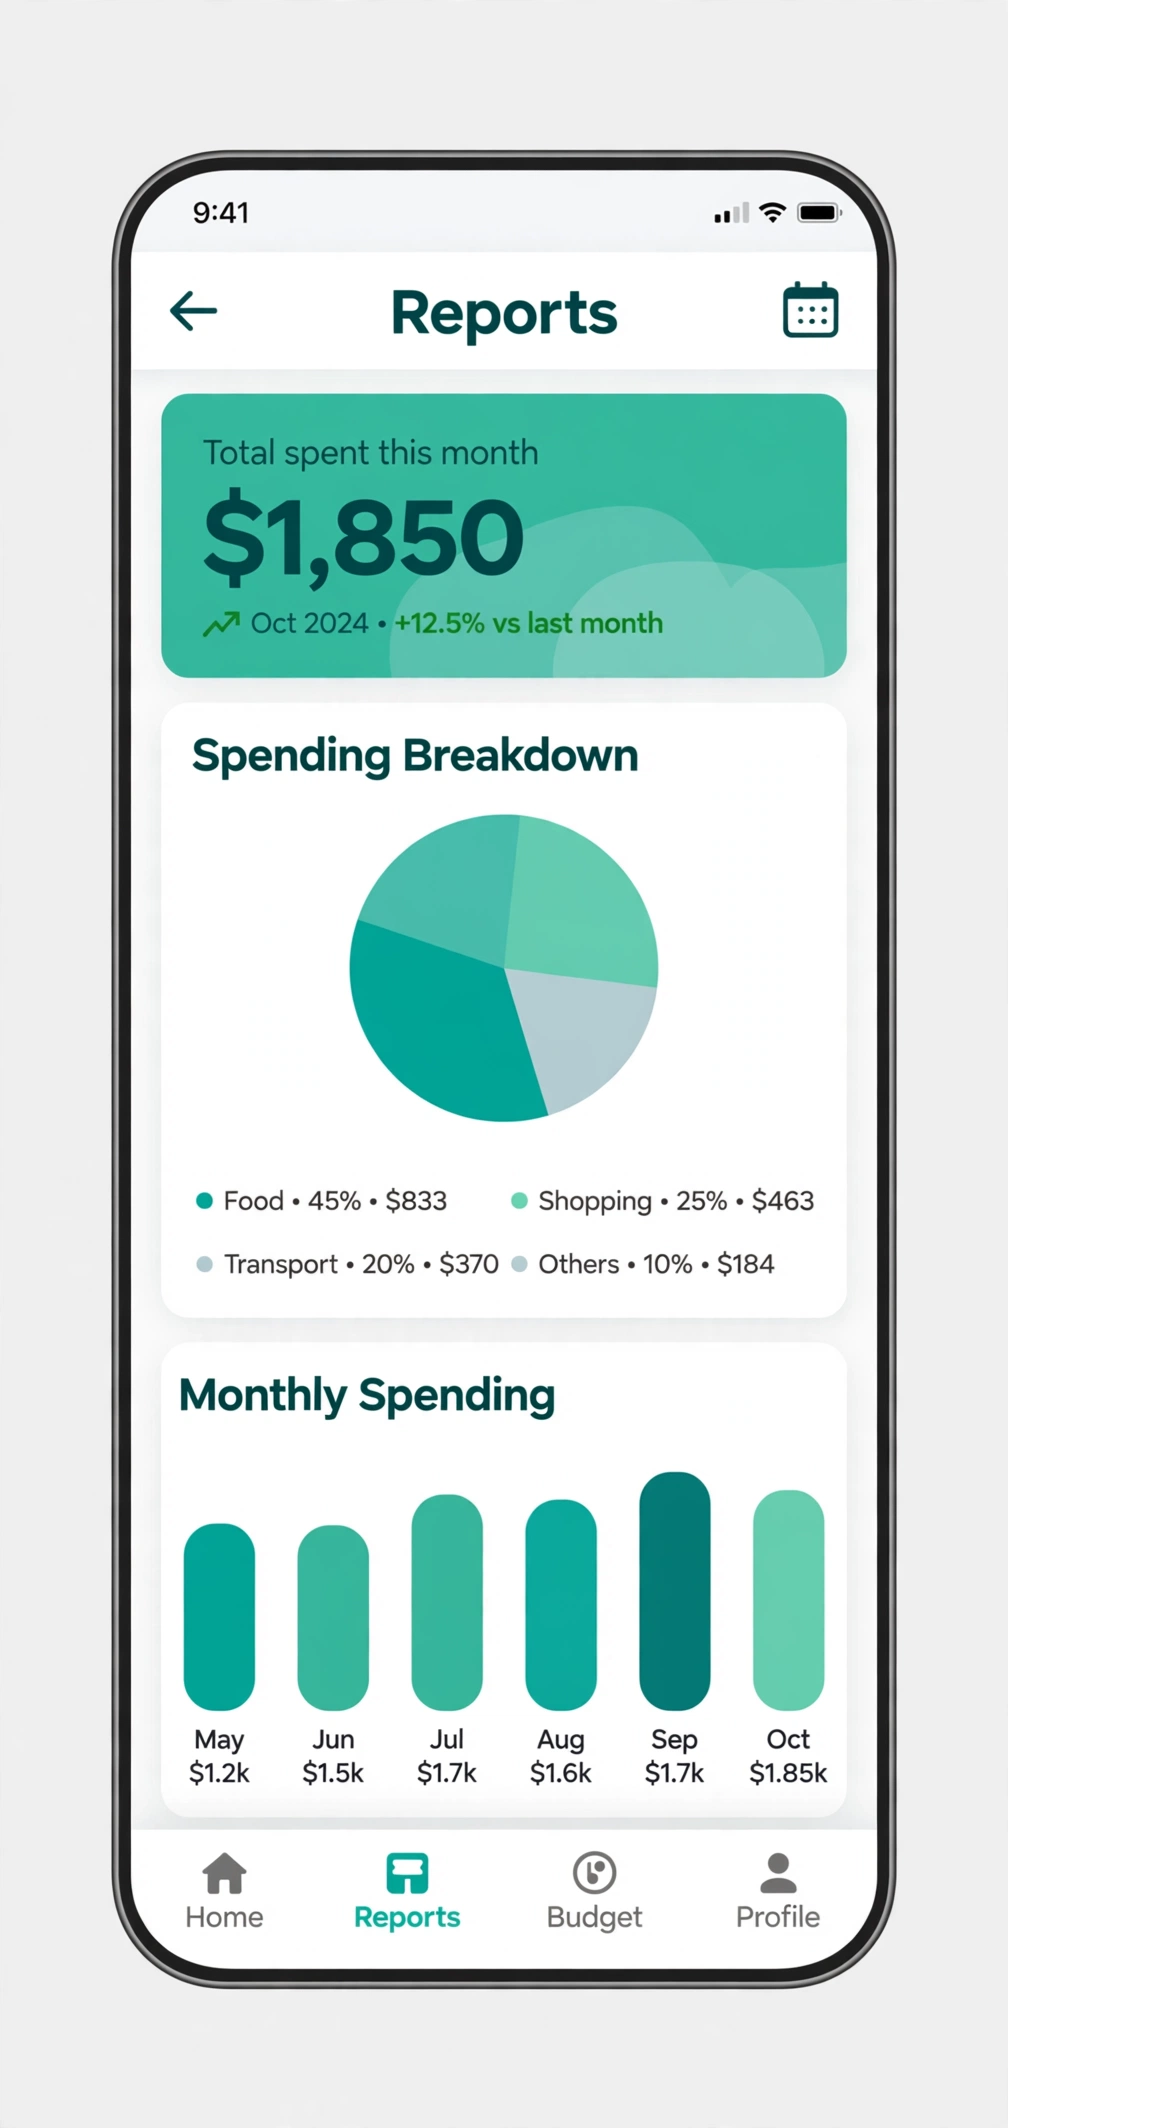 9:41
Reports
Total spent this month
$1,850
Oct 2024 • +12.5% vs last month
Spending Breakdown
Food • 45% • $833
Shopping • 25% • $463
Transport • 20% • $370
Others • 10% • $184
Monthly Spending
May Jun Jul Aug Sep Oct
$1.2k $1.5k $1.7k $1.6k $1.7k $1.85k
Home Reports Budget Profile